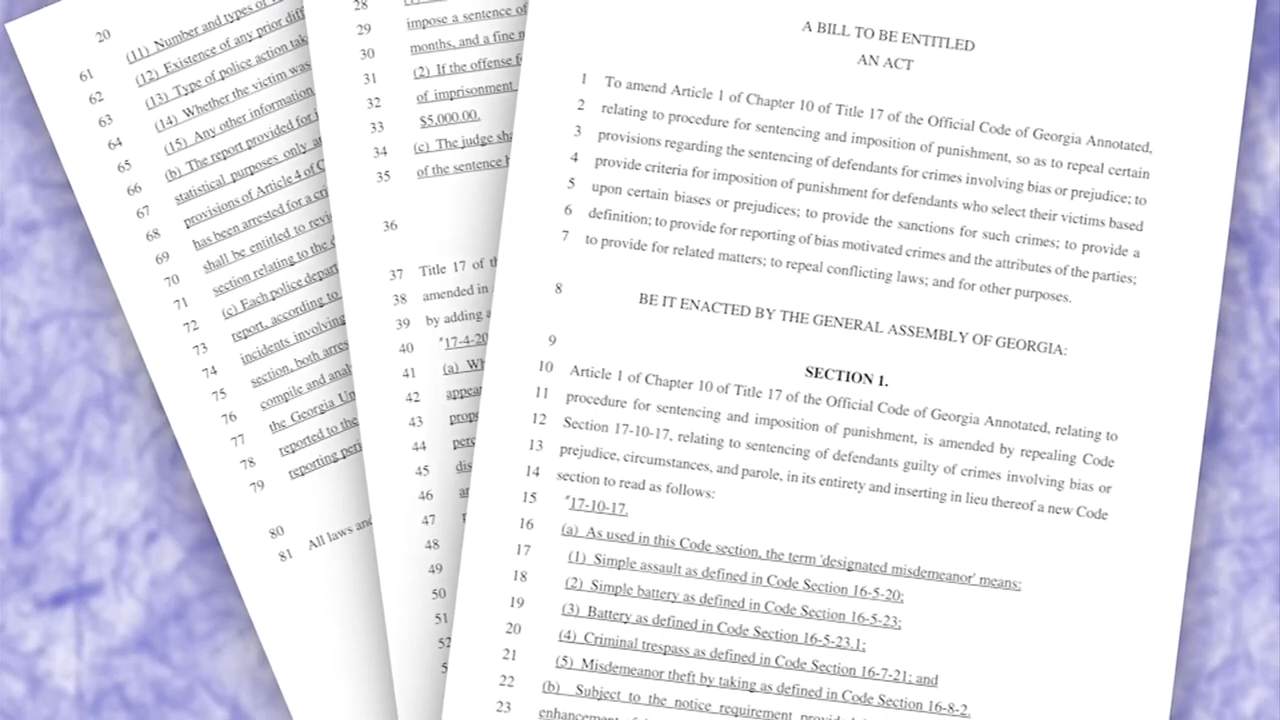 20
61 (11) Number and types of
62 (12) Existence of any prior
63 (13) Type of police action
64 (14) Whether the victim was
65 (15) Any other information
66 (b) The report provided for
67 statistical purposes only
68 provisions of Article 4 of
69 has been arrested for a
70 shall be entitled to
71 section relating to the
72 (c) Each police
73 report, according to
74 incidents involving
75 section, both
76 compile and
77 the Georgia
78 reported to the
79 reporting
80
81 All laws
28
29 impose a sentence of
30 months, and a fine
31 (2) If the offense
32 of imprisonment
33 $5,000.00.
34 (c) The judge
35 of the sentence
36
37 Title 17 of
38 amended in
39 by adding
40 "17-4-20
41 (a)
42
43
44
45
46
47
48
49
50
51
52
5
A BILL TO BE ENTITLED
AN ACT
1 To amend Article 1 of Chapter 10 of Title 17 of the Official Code of Georgia Annotated,
2 relating to procedure for sentencing and imposition of punishment, so as to repeal certain
3 provisions regarding the sentencing of defendants for crimes involving bias or prejudice; to
4 provide criteria for imposition of punishment for defendants who select their victims based
5 upon certain biases or prejudices; to provide the sanctions for such crimes; to provide a
6 definition; to provide for reporting of bias motivated crimes and the attributes of the parties;
7 to provide for related matters; to repeal conflicting laws; and for other purposes.
8 BE IT ENACTED BY THE GENERAL ASSEMBLY OF GEORGIA:
9 SECTION 1.
10 Article 1 of Chapter 10 of Title 17 of the Official Code of Georgia Annotated, relating to
11 procedure for sentencing and imposition of punishment, is amended by repealing Code
12 Section 17-10-17, relating to sentencing of defendants guilty of crimes involving bias or
13 prejudice, circumstances, and parole, in its entirety and inserting in lieu thereof a new Code
14 section to read as follows:
15 "17-10-17.
16 (a) As used in this Code section, the term 'designated misdemeanor' means:
17 (1) Simple assault as defined in Code Section 16-5-20;
18 (2) Simple battery as defined in Code Section 16-5-23;
19 (3) Battery as defined in Code Section 16-5-23.1;
20 (4) Criminal trespass as defined in Code Section 16-7-21; and
21 (5) Misdemeanor theft by taking as defined in Code Section 16-8-2.
22 (b) Subject to the notice requirement
23 enhancement